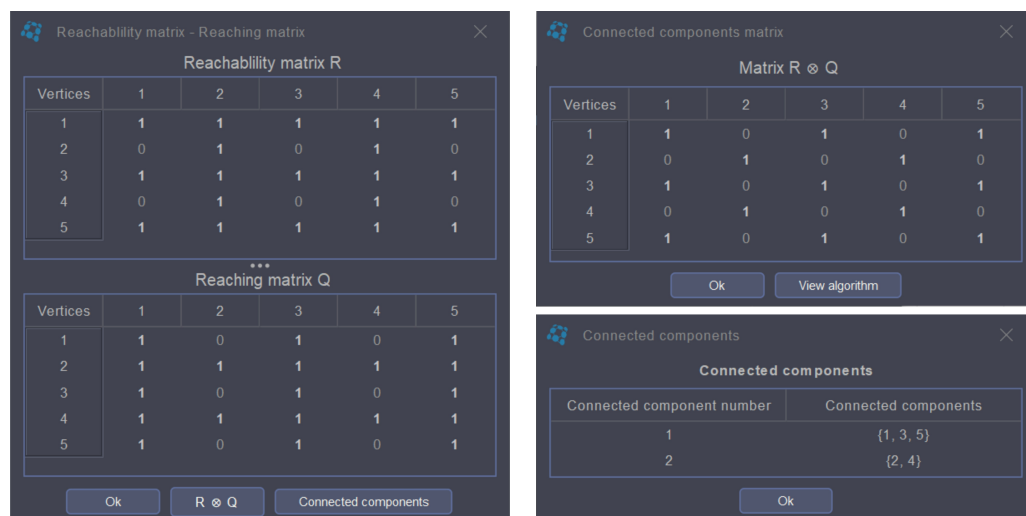 Reachablility matrix - Reaching matrix
Reachablility matrix R
Vertices 1 2 3 4 5
1 1 1 1 1 1
2 0 1 0 1 0
3 1 1 1 1 1
4 0 1 0 1 0
5 1 1 1 1 1
Reaching matrix Q
Vertices 1 2 3 4 5
1 1 0 1 0 1
2 1 1 1 1 1
3 1 0 1 0 1
4 1 1 1 1 1
5 1 0 1 0 1
Ok R ⊗ Q Connected components
Connected components matrix
Matrix R ⊗ Q
Vertices 1 2 3 4 5
1 1 0 1 0 1
2 0 1 0 1 0
3 1 0 1 0 1
4 0 1 0 1 0
5 1 0 1 0 1
Ok View algorithm
Connected components
Connected components
Connected component number Connected components
1 {1, 3, 5}
2 {2, 4}
Ok